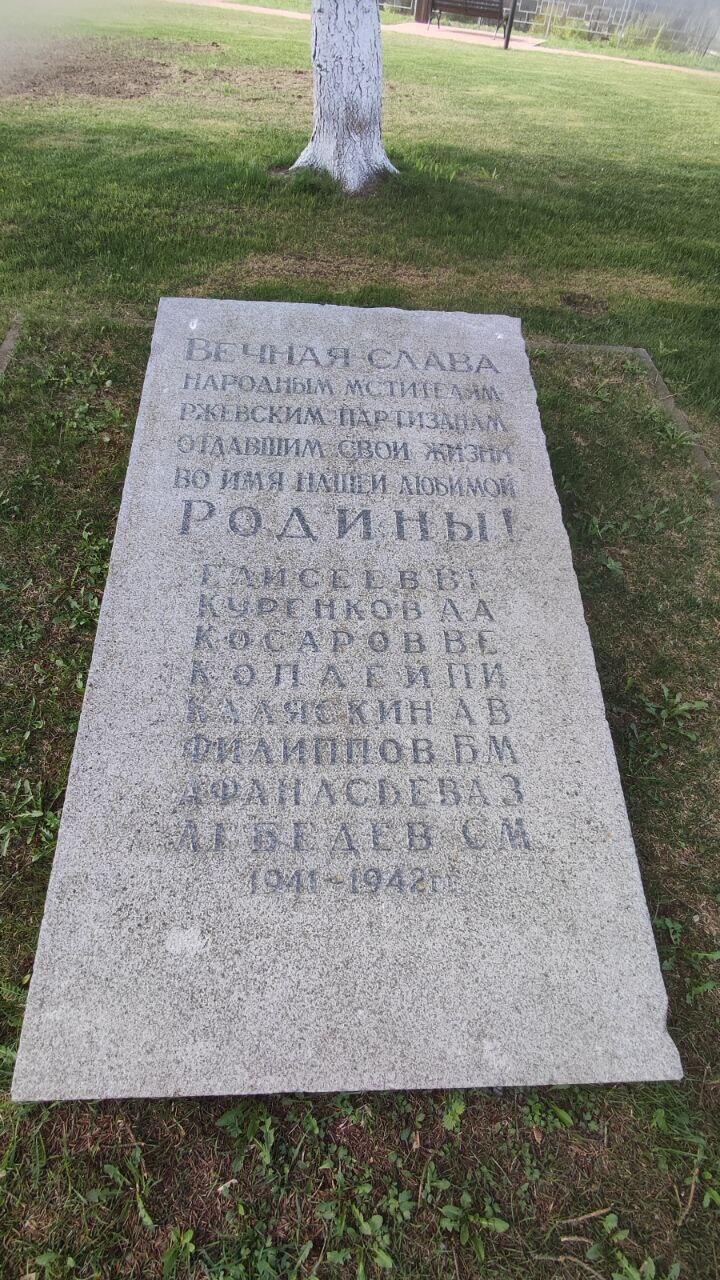 ВЕЧНАЯ СЛАВА
НАРОДНЫМ МСТИТЕЛЯМ
РЖЕВСКИМ ПАРТИЗАНАМ
ОТДАВШИМ СВОИ ЖИЗНИ
ВО ИМЯ НАШЕЙ ЛЮБИМОЙ
РОДИНЫ!
ЕЛИСЕЕВ В Г
КУРЕНКОВ А А
КОСАРОВ В Е
КОПЛЕИ П И
КАЛЯСКИН А В
ФИЛИППОВ Б М
АФАНАСЬЕВА З
ЛЕБЕДЕВ С М
1941-1942гг.